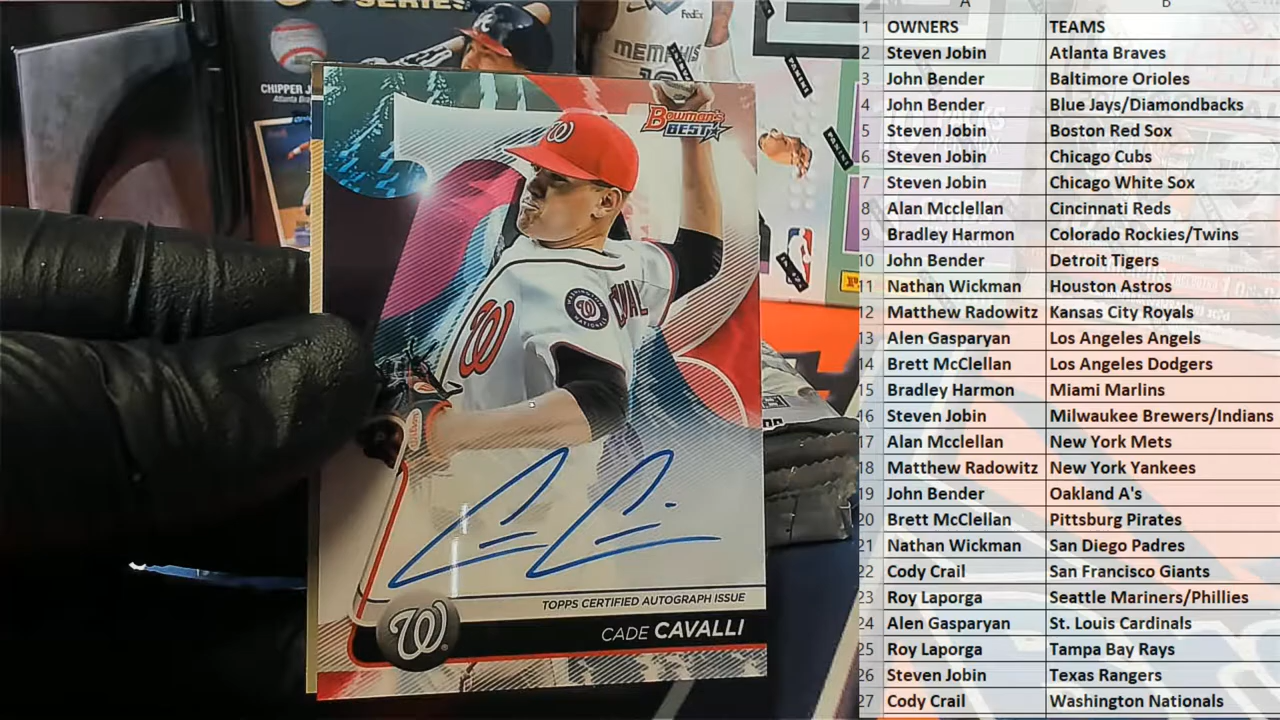 SERIES
CHIPPER J
Atlanta Bra
MEMPHIS
FedEx
PANINI
PANINI
PANINI
PANINI
NBA
Bowman's
BEST
W
W
W
Wilson
TOPPS CERTIFIED AUTOGRAPH ISSUE
W
CADE CAVALLI
A B
1 OWNERS TEAMS
2 Steven Jobin Atlanta Braves
3 John Bender Baltimore Orioles
4 John Bender Blue Jays/Diamondbacks
5 Steven Jobin Boston Red Sox
6 Steven Jobin Chicago Cubs
7 Steven Jobin Chicago White Sox
8 Alan Mcclellan Cincinnati Reds
9 Bradley Harmon Colorado Rockies/Twins
10 John Bender Detroit Tigers
11 Nathan Wickman Houston Astros
12 Matthew Radowitz Kansas City Royals
13 Alen Gasparyan Los Angeles Angels
14 Brett McClellan Los Angeles Dodgers
15 Bradley Harmon Miami Marlins
16 Steven Jobin Milwaukee Brewers/Indians
17 Alan Mcclellan New York Mets
18 Matthew Radowitz New York Yankees
19 John Bender Oakland A's
20 Brett McClellan Pittsburg Pirates
21 Nathan Wickman San Diego Padres
22 Cody Crail San Francisco Giants
23 Roy Laporga Seattle Mariners/Phillies
24 Alen Gasparyan St. Louis Cardinals
25 Roy Laporga Tampa Bay Rays
26 Steven Jobin Texas Rangers
27 Cody Crail Washington Nationals